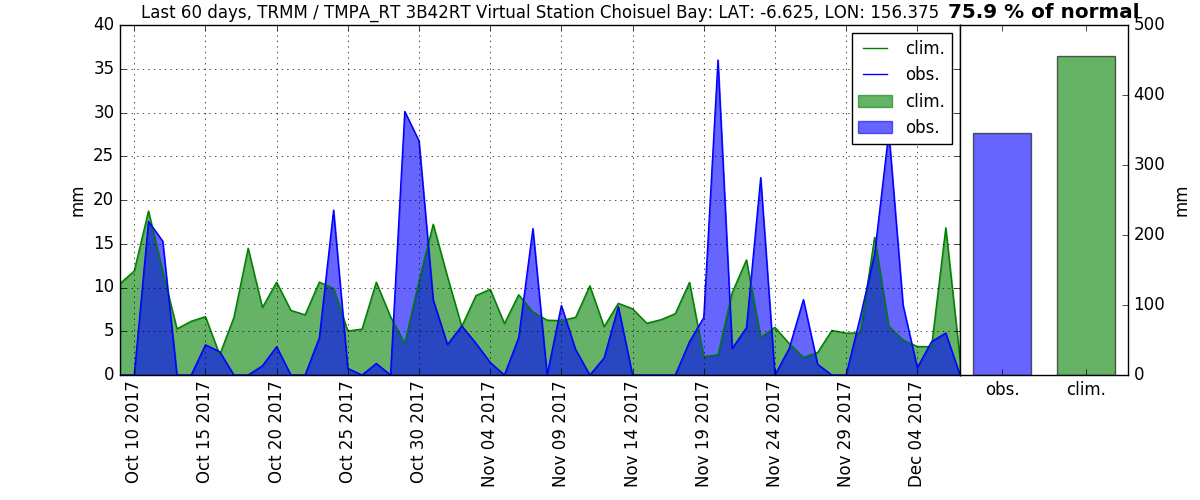 Last 60 days, TRMM / TMPA_RT 3B42RT Virtual Station Choisuel Bay: LAT: -6.625, LON: 156.375 75.9 % of normal
40
35
30
25
20
15
10
5
0
mm
clim.
obs.
clim.
obs.
500
400
300
200
100
0
mm
obs.
clim.
Oct 10 2017
Oct 15 2017
Oct 20 2017
Oct 25 2017
Oct 30 2017
Nov 04 2017
Nov 09 2017
Nov 14 2017
Nov 19 2017
Nov 24 2017
Nov 29 2017
Dec 04 2017